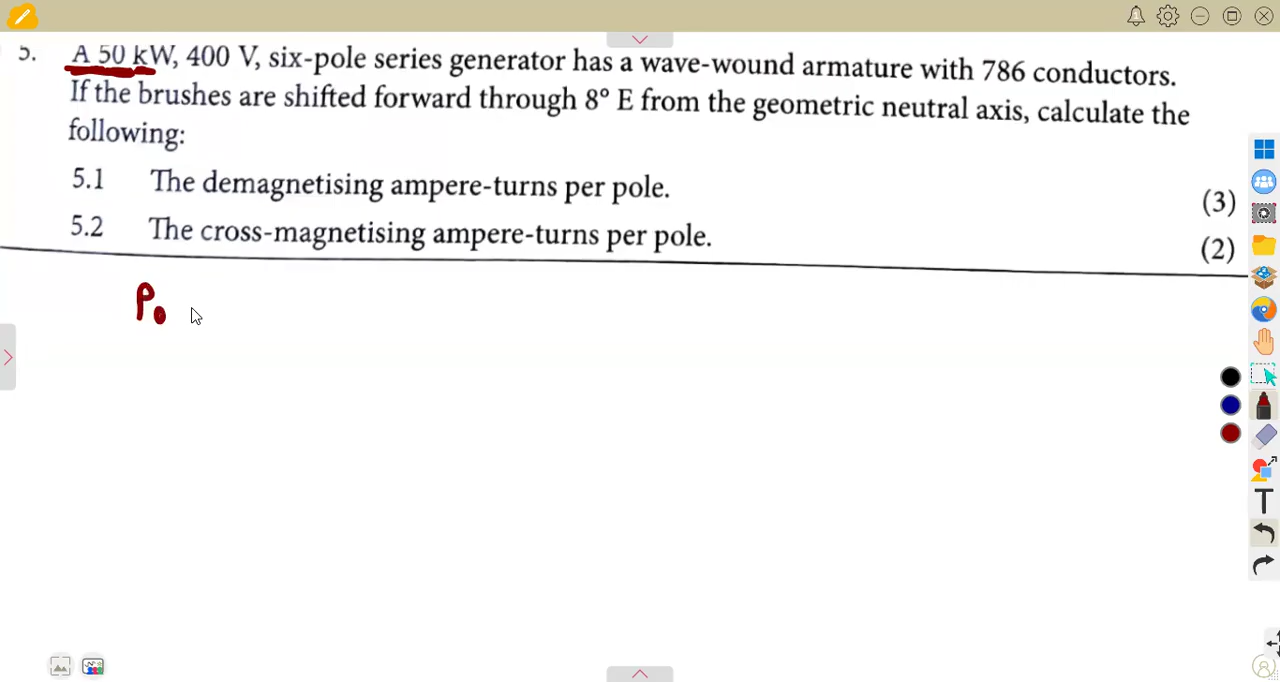 5. A 50 kW, 400 V, six-pole series generator has a wave-wound armature with 786 conductors.
If the brushes are shifted forward through 8° E from the geometric neutral axis, calculate the
following:
5.1 The demagnetising ampere-turns per pole. (3)
5.2 The cross-magnetising ampere-turns per pole. (2)
P₀
T